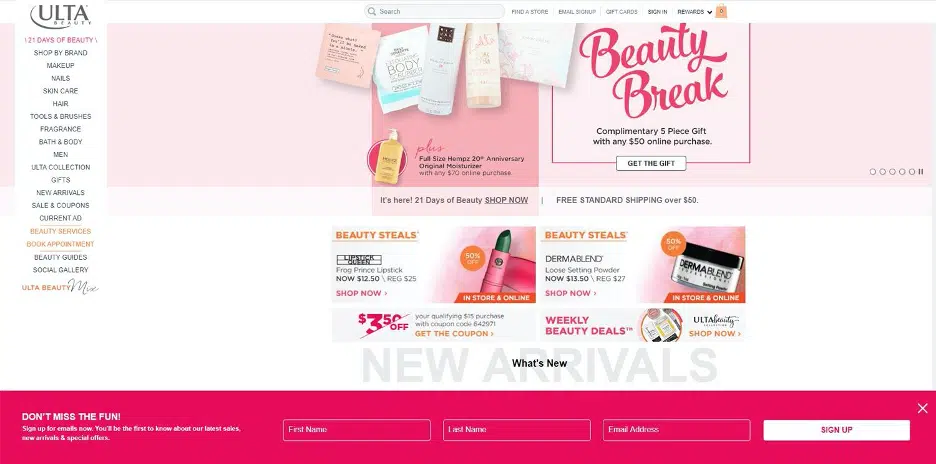 ULTA
BEAUTY
Search
FIND A STORE
EMAIL SIGNUP
GIFT CARDS
SIGN IN
REWARDS
0
\ 21 DAYS OF BEAUTY \
SHOP BY BRAND
MAKEUP
NAILS
SKIN CARE
HAIR
TOOLS & BRUSHES
FRAGRANCE
BATH & BODY
MEN
ULTA COLLECTION
GIFTS
NEW ARRIVALS
SALE & COUPONS
CURRENT AD
BEAUTY SERVICES
BOOK APPOINTMENT
BEAUTY GUIDES
SOCIAL GALLERY
ULTA BEAUTY Mix
BODY
Beauty
Break
Complimentary 5 Piece Gift
with any $50 online purchase.
GET THE GIFT
plus
Full Size Hempz 20th Anniversary
Original Moisturizer
with any $70 online purchase.
It's here! 21 Days of Beauty SHOP NOW | FREE STANDARD SHIPPING over $50.
BEAUTY STEALS®
LIPSTICK
QUEEN
Frog Prince Lipstick
NOW $12.50 \ REG $25
SHOP NOW >
50%
OFF
IN STORE & ONLINE
BEAUTY STEALS®
DERMABLEND®
Loose Setting Powder
NOW $13.50 \ REG $27
SHOP NOW >
50%
OFF
DERMABLEND
PROFESSIONAL
IN STORE & ONLINE
$3.50
OFF
your qualifying $15 purchase
with coupon code 642971
GET THE COUPON >
WEEKLY
BEAUTY DEALS™
ULTA beauty
COLLECTION
SHOP NOW >
NEW ARRIVALS
What's New
DON'T MISS THE FUN!
Sign up for emails now. You'll be the first to know about our latest sales,
new arrivals & special offers.
First Name
Last Name
Email Address
SIGN UP